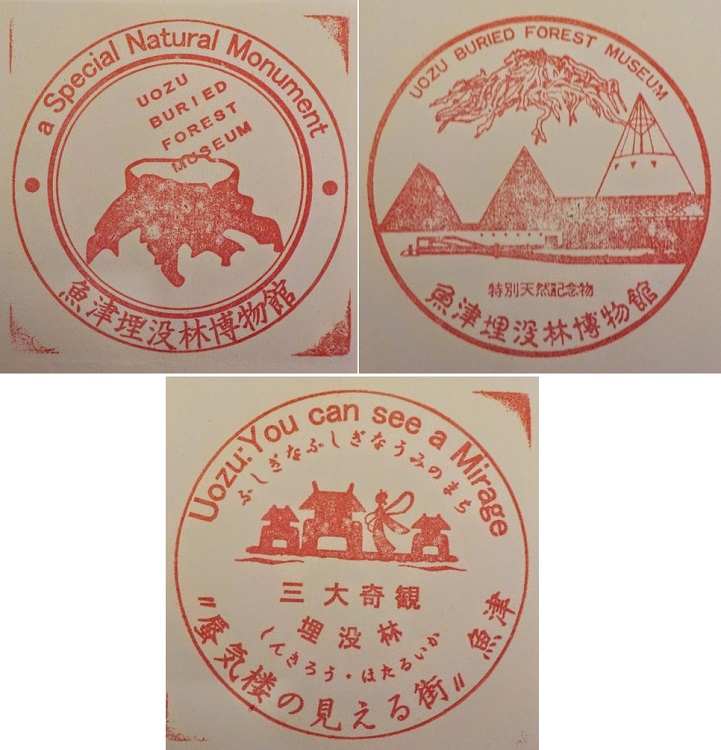 a Special Natural Monument
UOZU
BURIED
FOREST
MUSEUM
魚津埋没林博物館
UOZU BURIED FOREST MUSEUM
特別天然記念物
魚津埋没林博物館
Uozu:You can see a Mirage
ふしぎなふしぎなうみのまち
三大奇観
埋没林
しんきろう・ほたるいか
〃蜃気楼の見える街〃 魚津